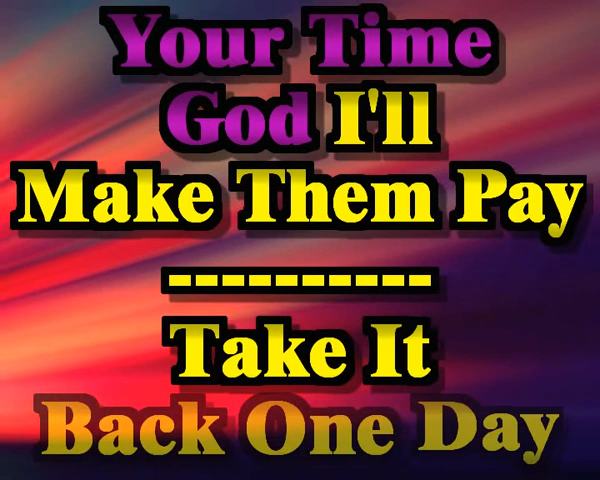 Your Time
God I'll
Make Them Pay
----------
Take It
Back One Day